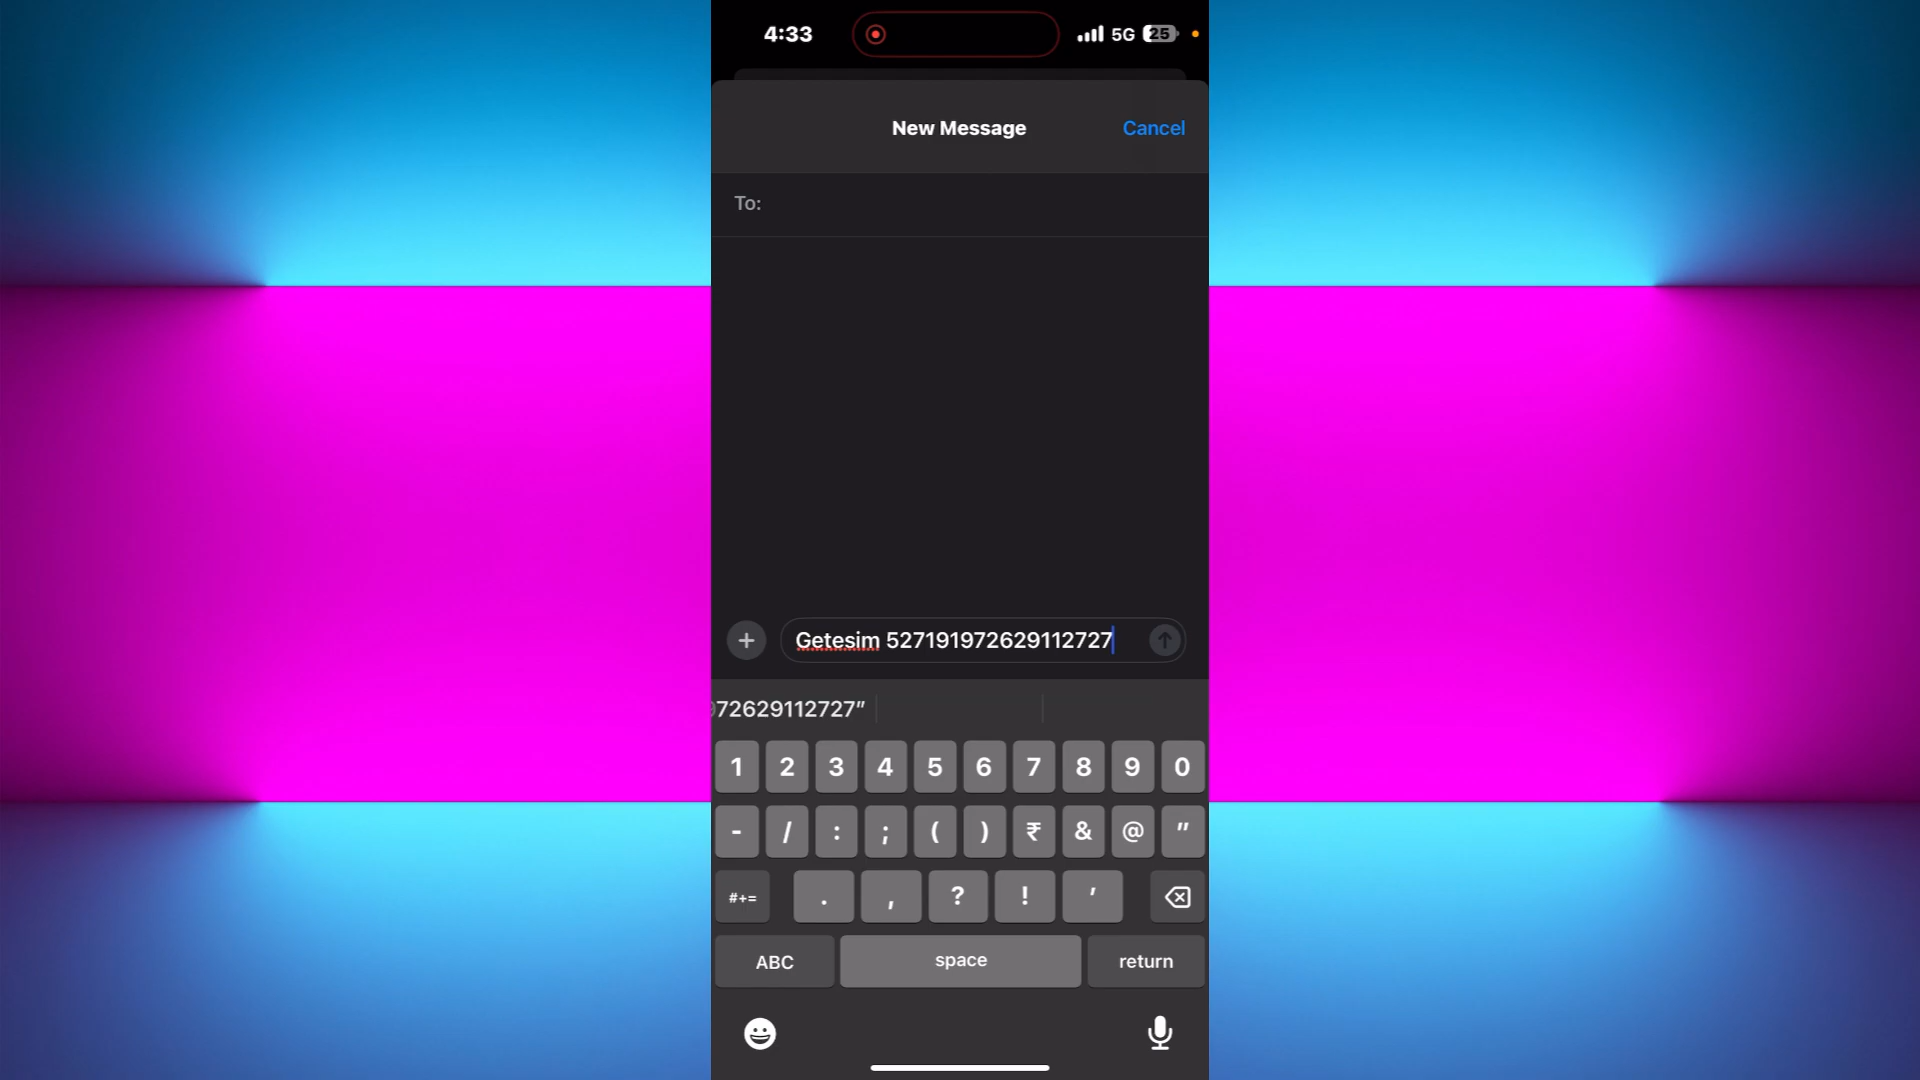 4:33
5G 25
New Message
Cancel
To:
Getesim 527191972629112727
972629112727”
1 2 3 4 5 6 7 8 9 0
- / : ; ( ) ₹ & @ "
#+= . , ? ! ’
ABC space return